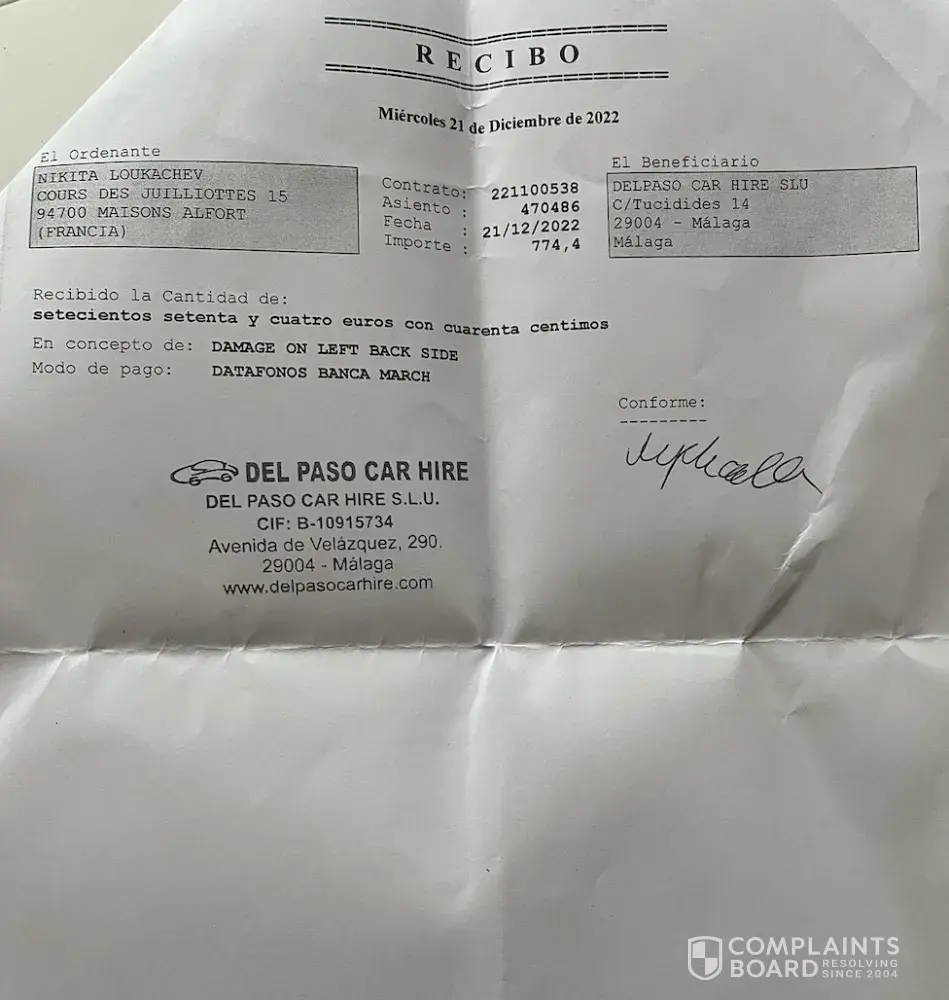 RECIBO
Miércoles 21 de Diciembre de 2022
El Ordenante
NIKITA LOUKACHEV
COURS DES JUILLIOTTES 15
94700 MAISONS ALFORT
(FRANCIA)
Contrato: 221100538
Asiento : 470486
Fecha : 21/12/2022
Importe : 774,4
El Beneficiario
DELPASO CAR HIRE SLU
C/Tucidides 14
29004 - Málaga
Málaga
Recibido la Cantidad de:
setecientos setenta y cuatro euros con cuarenta centimos
En concepto de: DAMAGE ON LEFT BACK SIDE
Modo de pago: DATAFONOS BANCA MARCH
Conforme:
---------
DEL PASO CAR HIRE
DEL PASO CAR HIRE S.L.U.
CIF: B-10915734
Avenida de Velázquez, 290.
29004 - Málaga
www.delpasocarhire.com
COMPLAINTS
BOARD RESOLVING
SINCE 2004